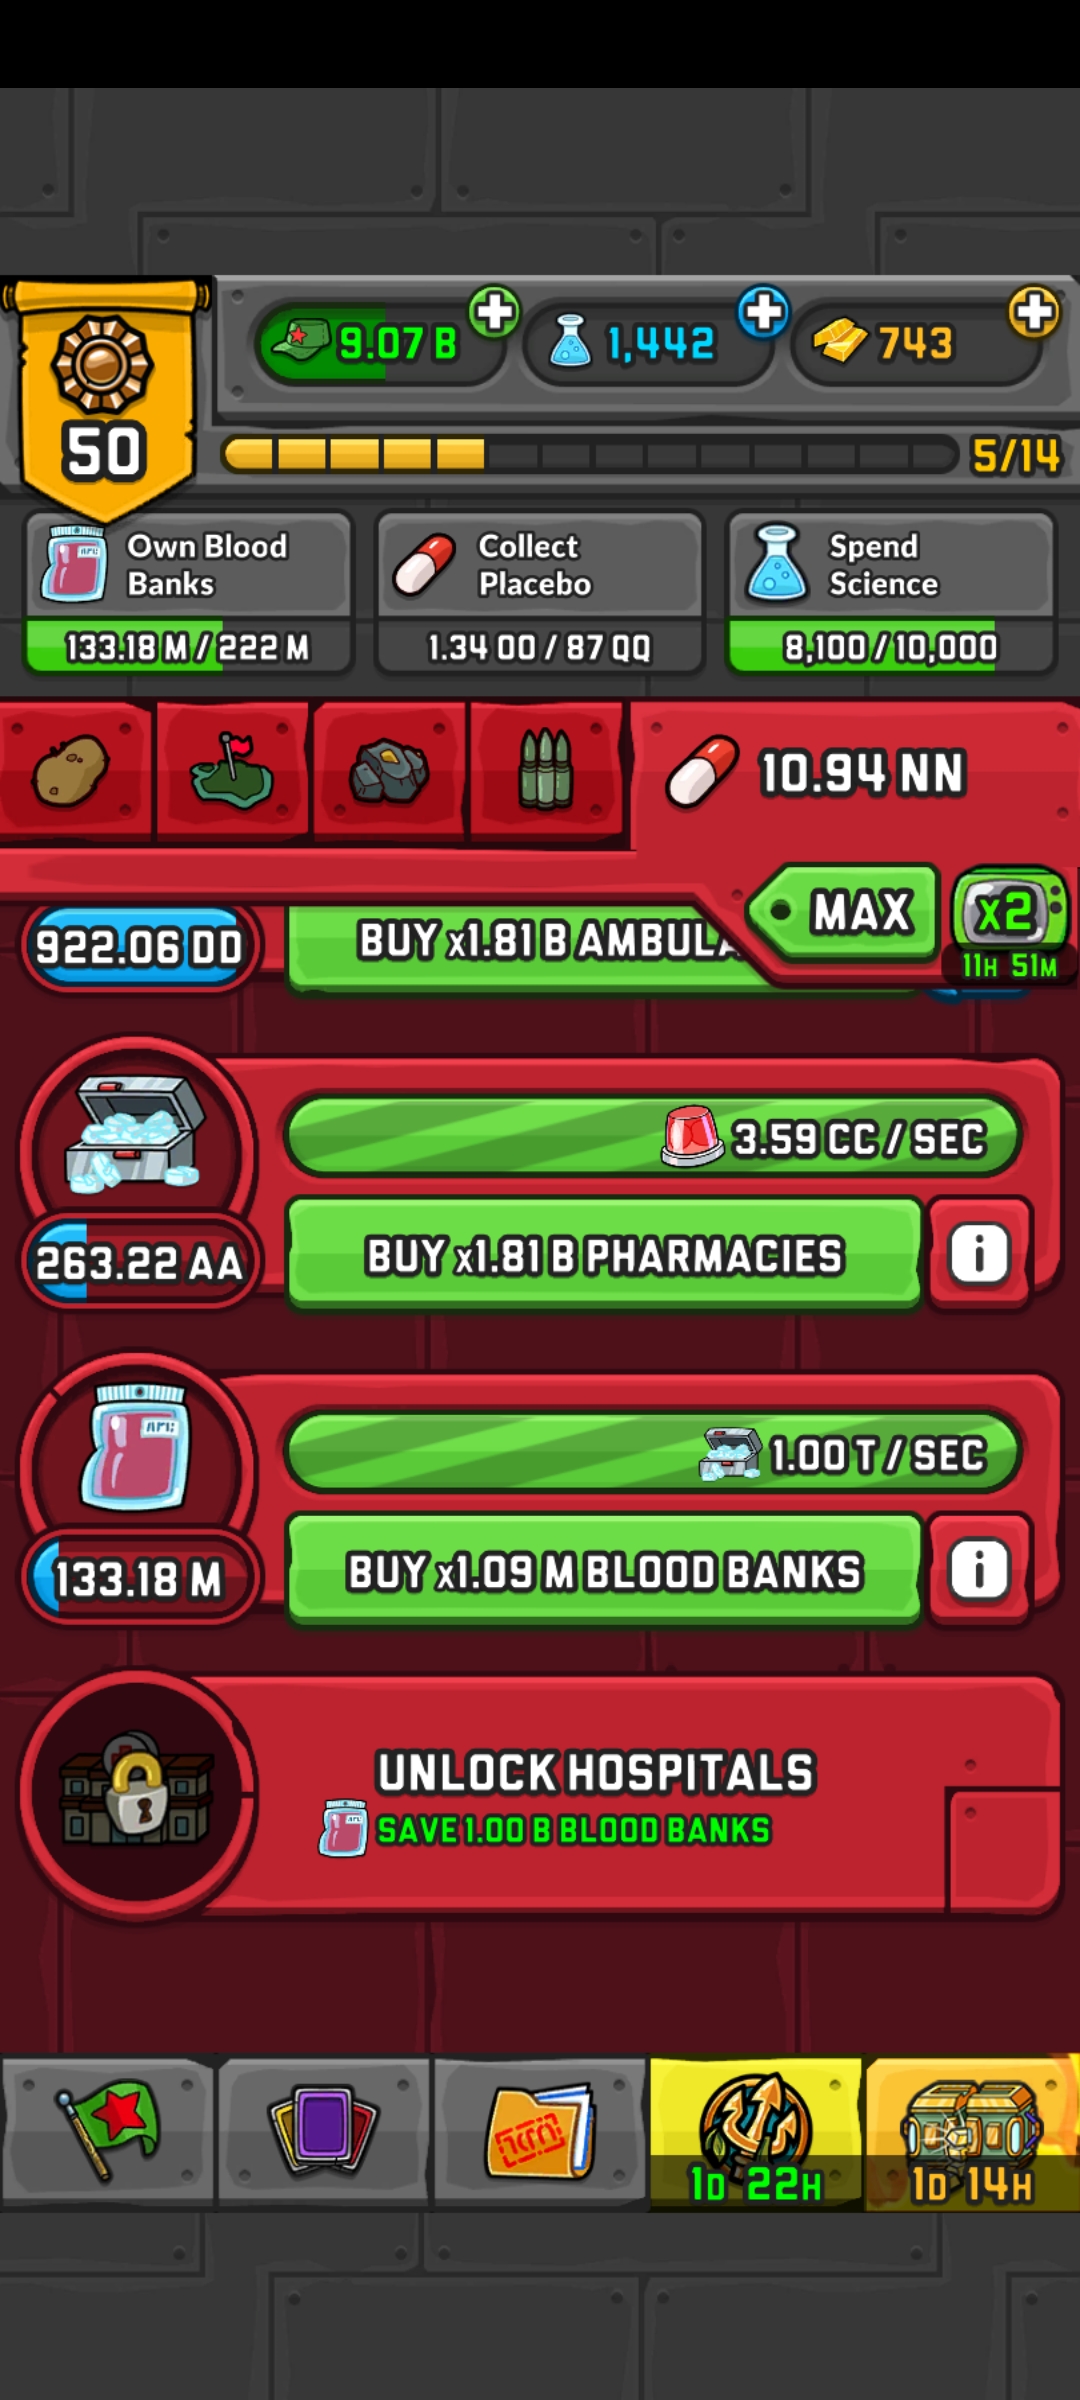 9.07 B
1,442
743
50
5/14
Own Blood
Banks
Collect
Placebo
Spend
Science
133.18 M / 222 M
1.34 OO / 87 QQ
8,100 / 10,000
10.94 NN
MAX
x2
11H 51M
922.06 DD
BUY x1.81 B AMBULA
3.59 CC / SEC
263.22 AA
BUY x1.81 B PHARMACIES
i
1.00 T / SEC
133.18 M
BUY x1.09 M BLOOD BANKS
i
UNLOCK HOSPITALS
SAVE 1.00 B BLOOD BANKS
1D 22H
1D 14H